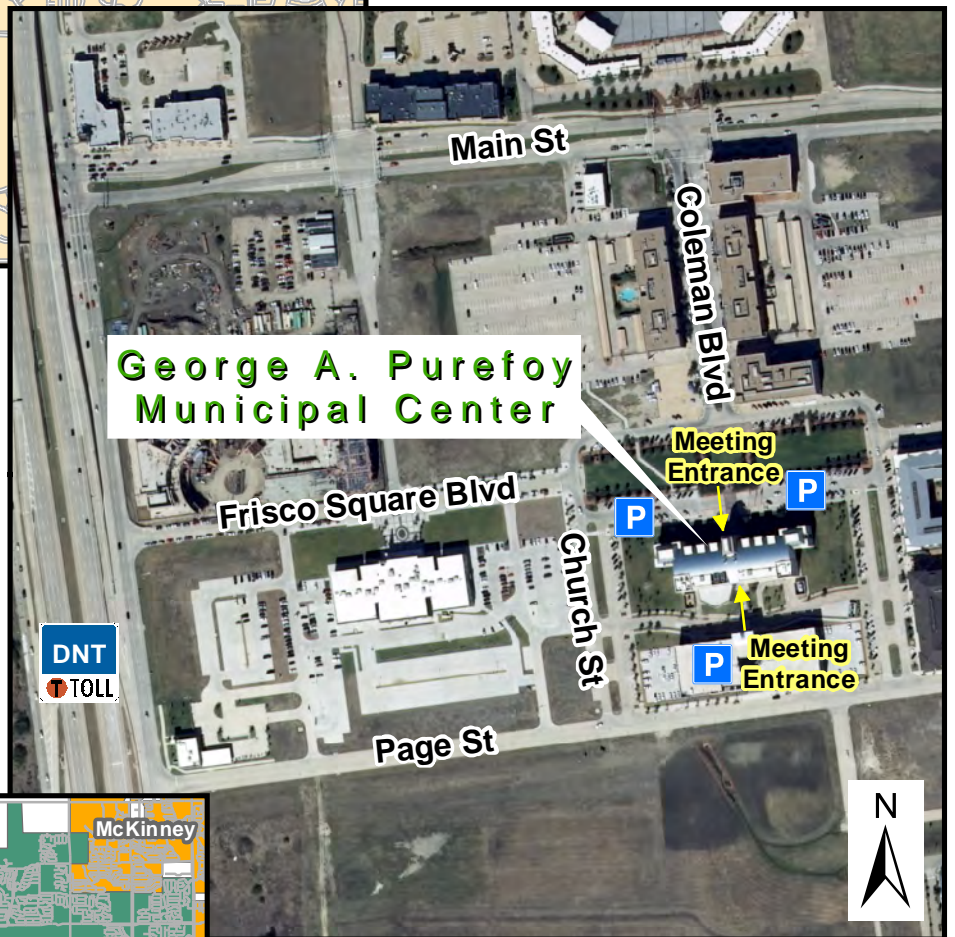 Main St
Coleman Blvd
George A. Purefoy
Municipal Center
Meeting
Entrance
P
P
Frisco Square Blvd
Church St
DNT
T TOLL
P
Meeting
Entrance
Page St
N
McKinney